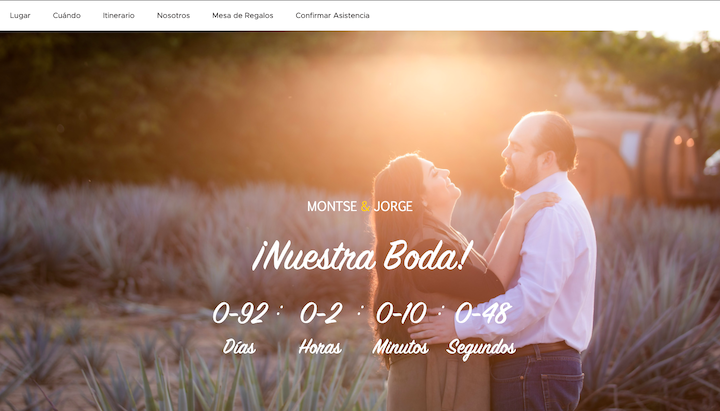 Lugar Cuándo Itinerario Nosotros Mesa de Regalos Confirmar Asistencia
MONTSE & JORGE
¡Nuestra Boda!
0-92 : 0-2 : 0-10 : 0-48
Días Horas Minutos Segundos